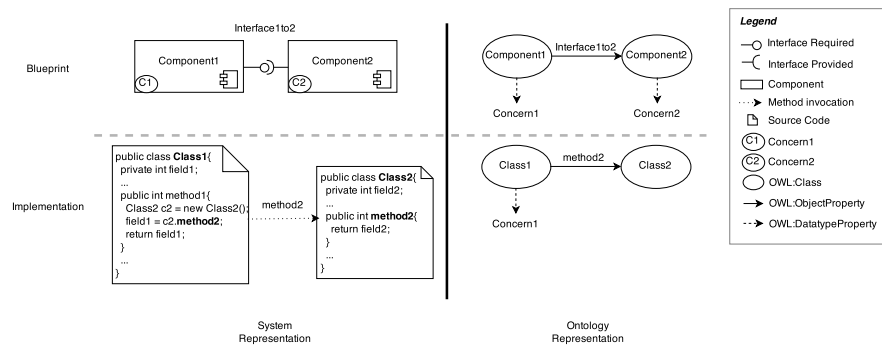 Interface1to2
Blueprint
Component1
C1
Component2
C2
Component1
Interface1to2
Component2
Concern1
Concern2
Implementation
public class Class1{
private int field1;
...
public int method1{
Class2 c2 = new Class2();
field1 = c2.method2;
return field1;
}
...
}
method2
public class Class2{
private int field2;
...
public int method2{
return field2;
}
...
}
Class1
method2
Class2
Concern1
System
Representation
Ontology
Representation
Legend
Interface Required
Interface Provided
Component
Method invocation
Source Code
C1 Concern1
C2 Concern2
OWL:Class
OWL:ObjectProperty
OWL:DatatypeProperty